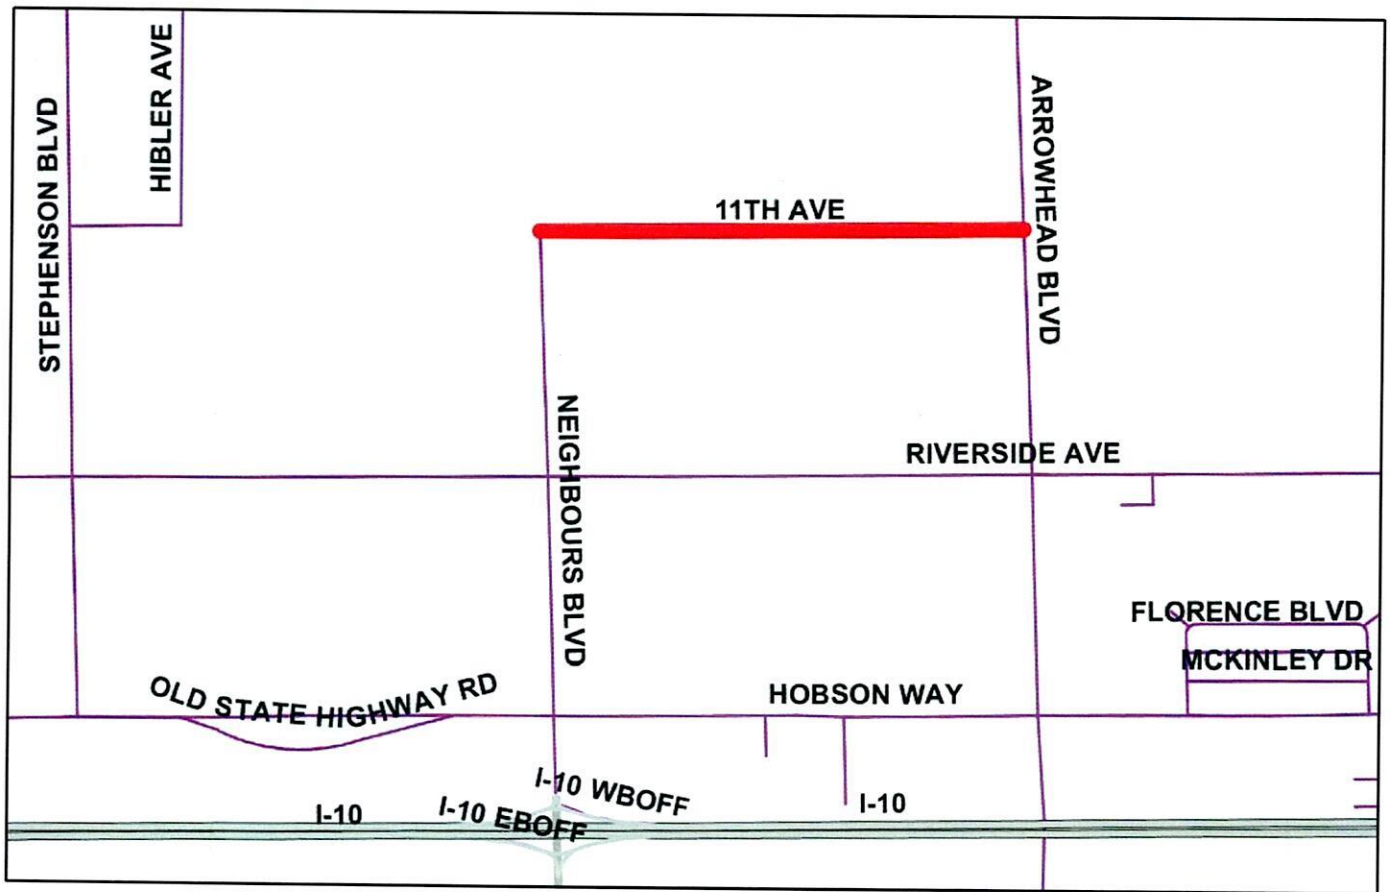 HIBLER AVE
STEPHENSON BLVD
ARROWHEAD BLVD
11TH AVE
NEIGHBOURS BLVD
RIVERSIDE AVE
FLORENCE BLVD
MCKINLEY DR
OLD STATE HIGHWAY RD
HOBSON WAY
I-10 WBOFF
I-10
I-10 EBOFF
I-10